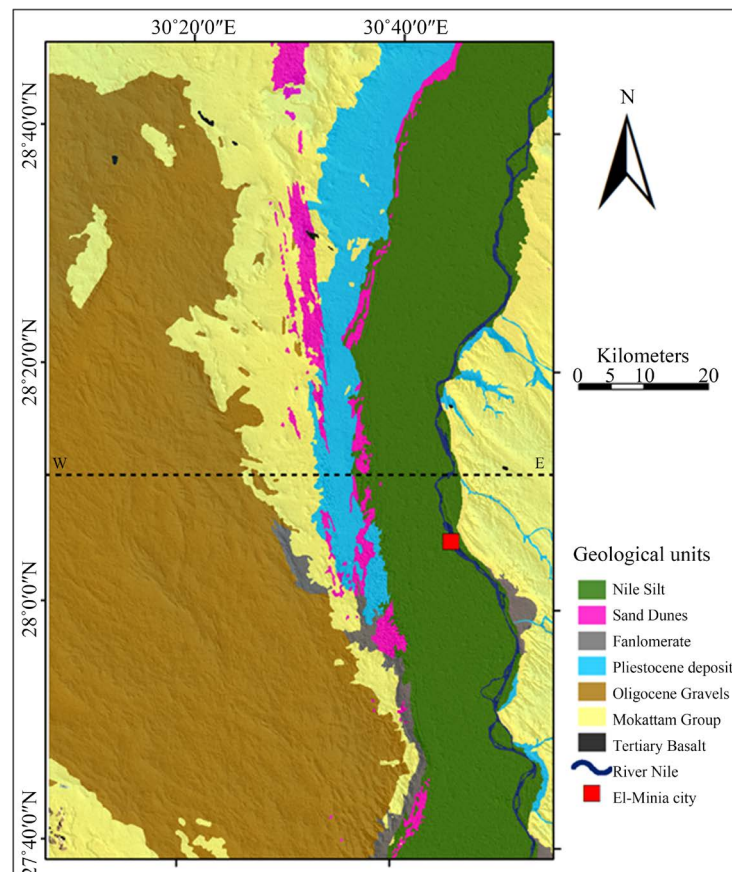 30°20′0″E
30°40′0″E
28°40′0″N
N
28°20′0″N
Kilometers
0 5 10 20
W
E
28°0′0″N
Geological units
Nile Silt
Sand Dunes
Fanlomerate
Pliestocene deposit
Oligocene Gravels
Mokattam Group
Tertiary Basalt
River Nile
El-Minia city
27°40′0″N